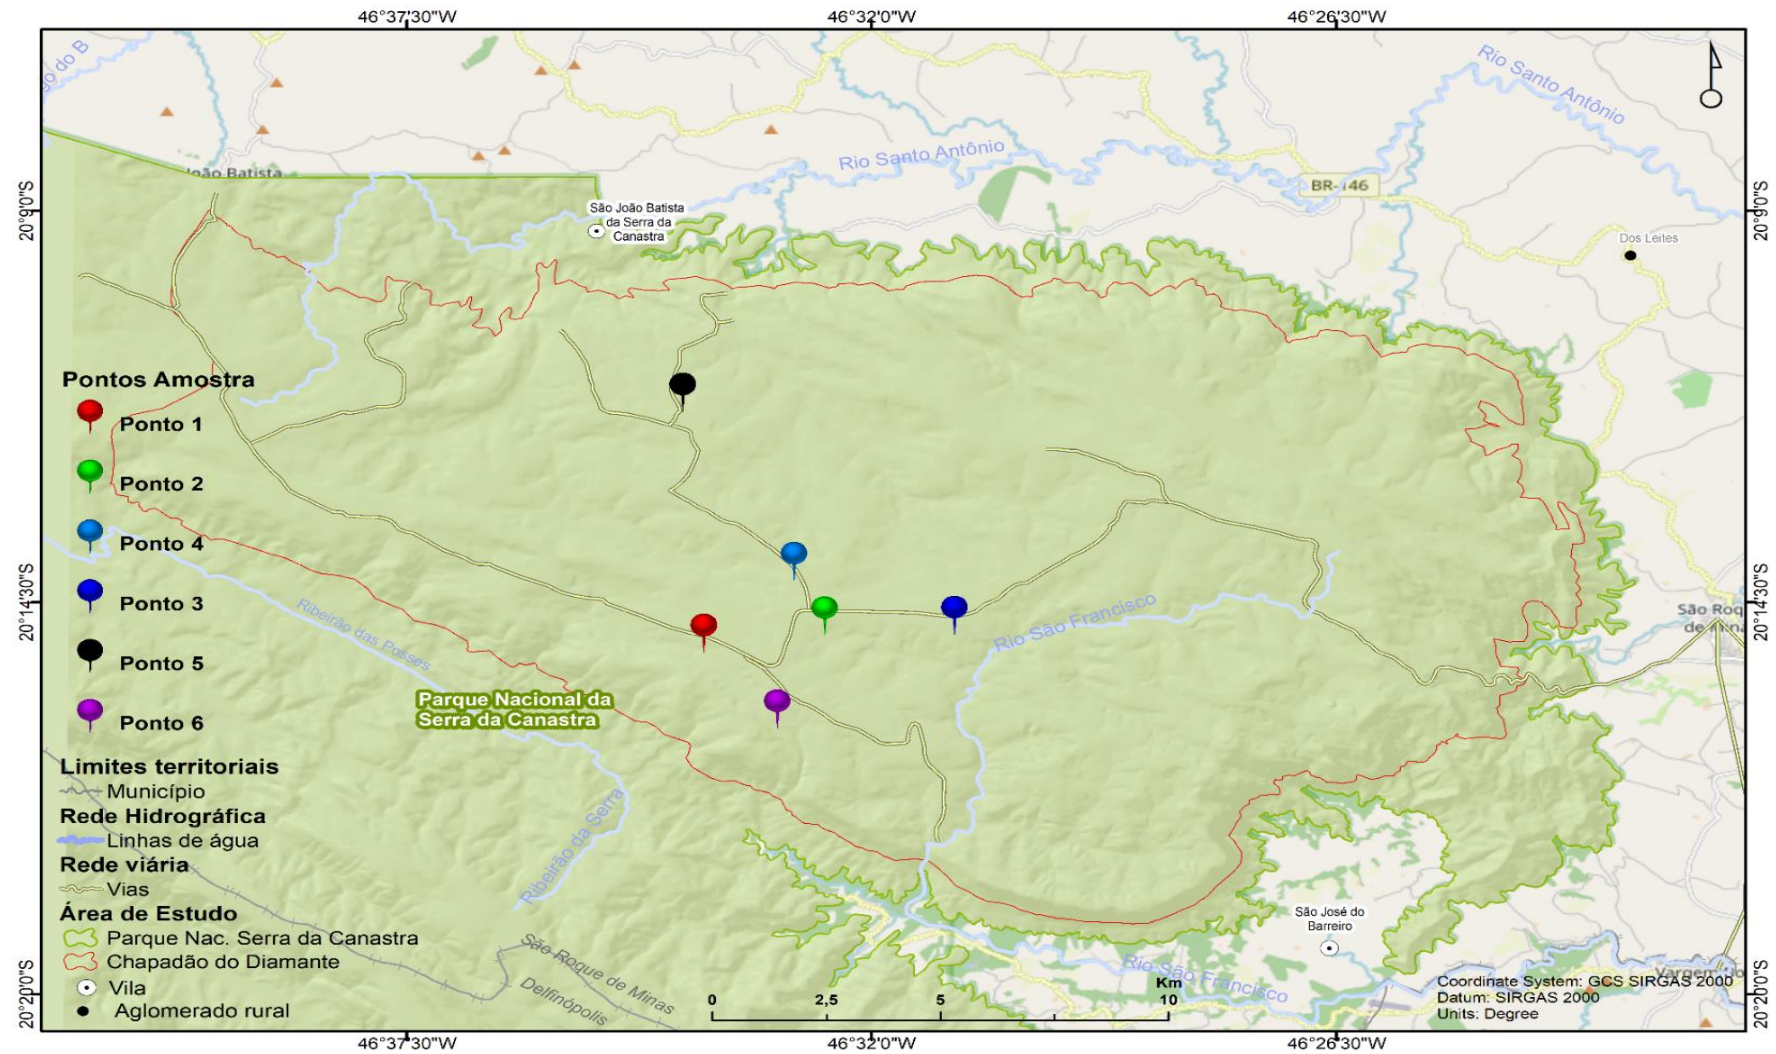 46°37'30"W
46°32'0"W
46°26'30"W
go do B
Rio Santo Antônio
Rio Santo Antônio
BR-146
João Batista
20°9'0"S
20°9'0"S
São João Batista
da Serra da
Canastra
Dos Leites
Pontos Amostra
Ponto 1
Ponto 2
Ponto 4
Ponto 3
Ponto 5
Ponto 6
20°14'30"S
20°14'30"S
Rio São Francisco
São Roq
de Mina
Ribeirão das Posses
Parque Nacional da
Serra da Canastra
Ribeirão da Serra
Limites territoriais
Município
Rede Hidrográfica
Linhas de água
Rede viária
Vias
Área de Estudo
Parque Nac. Serra da Canastra
Chapadão do Diamante
Vila
Aglomerado rural
São José do
Barreiro
São Roque de Minas
Delfinópolis
Rio São Francisco
Km
0 2,5 5 10
Coordinate System: GCS SIRGAS 2000
Datum: SIRGAS 2000
Units: Degree
20°20'0"S
20°20'0"S
46°37'30"W
46°32'0"W
46°26'30"W